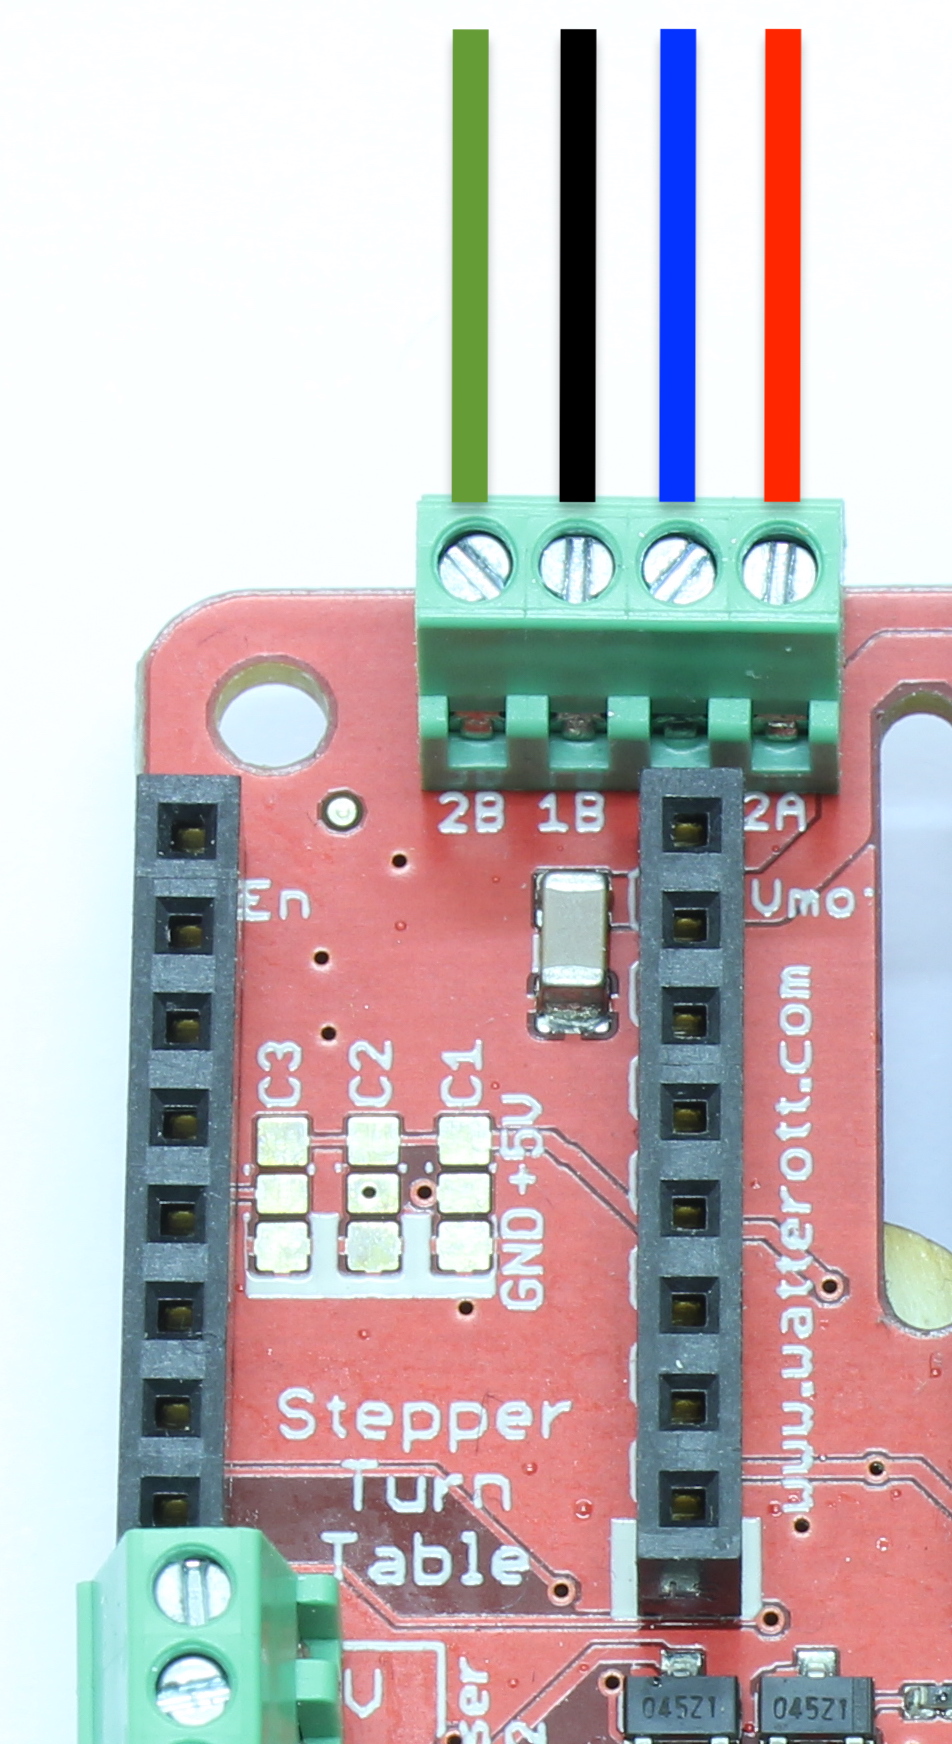 2B 1B 2A
En
Vmo
C3 C2 C1
GND +5V
www.watterott.com
Stepper
Turn
Table
V
045Z1 045Z1